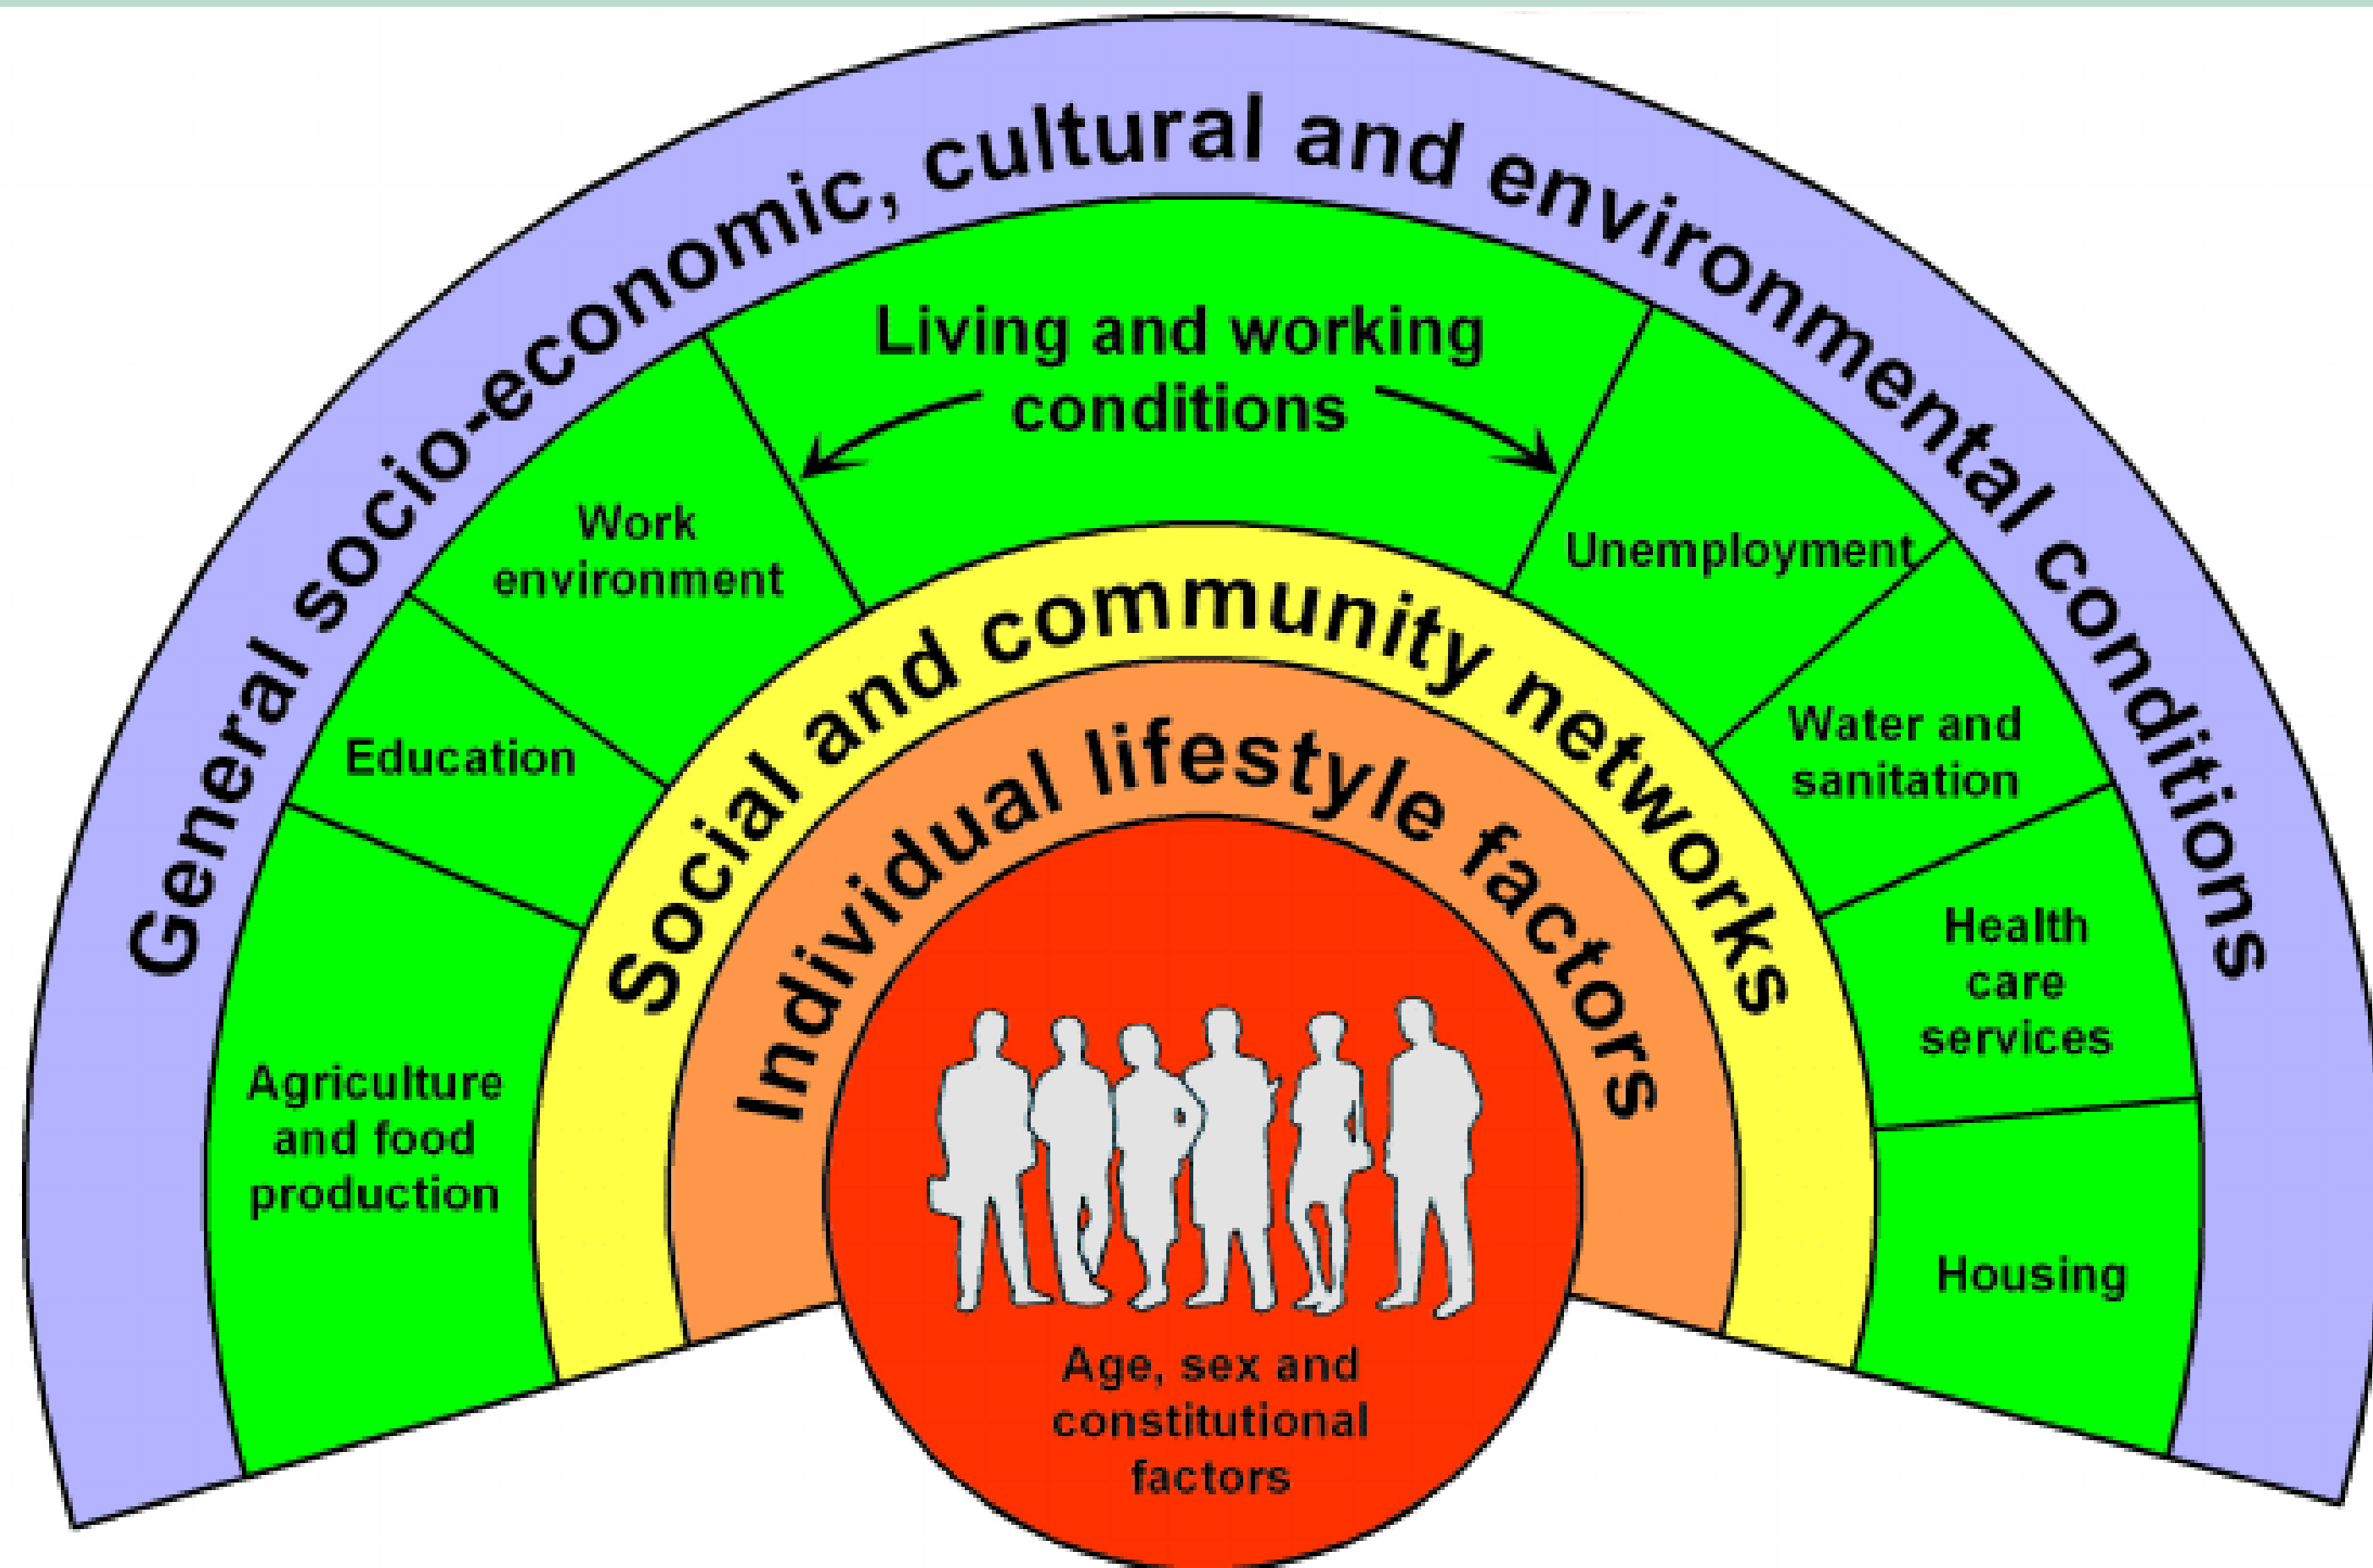 General socio-economic, cultural and environmental conditions
Living and working
conditions
Work
environment
Unemployment
Education
Water and
sanitation
Agriculture
and food
production
Health
care
services
Housing
Social and community networks
Individual lifestyle factors
Age, sex and
constitutional
factors